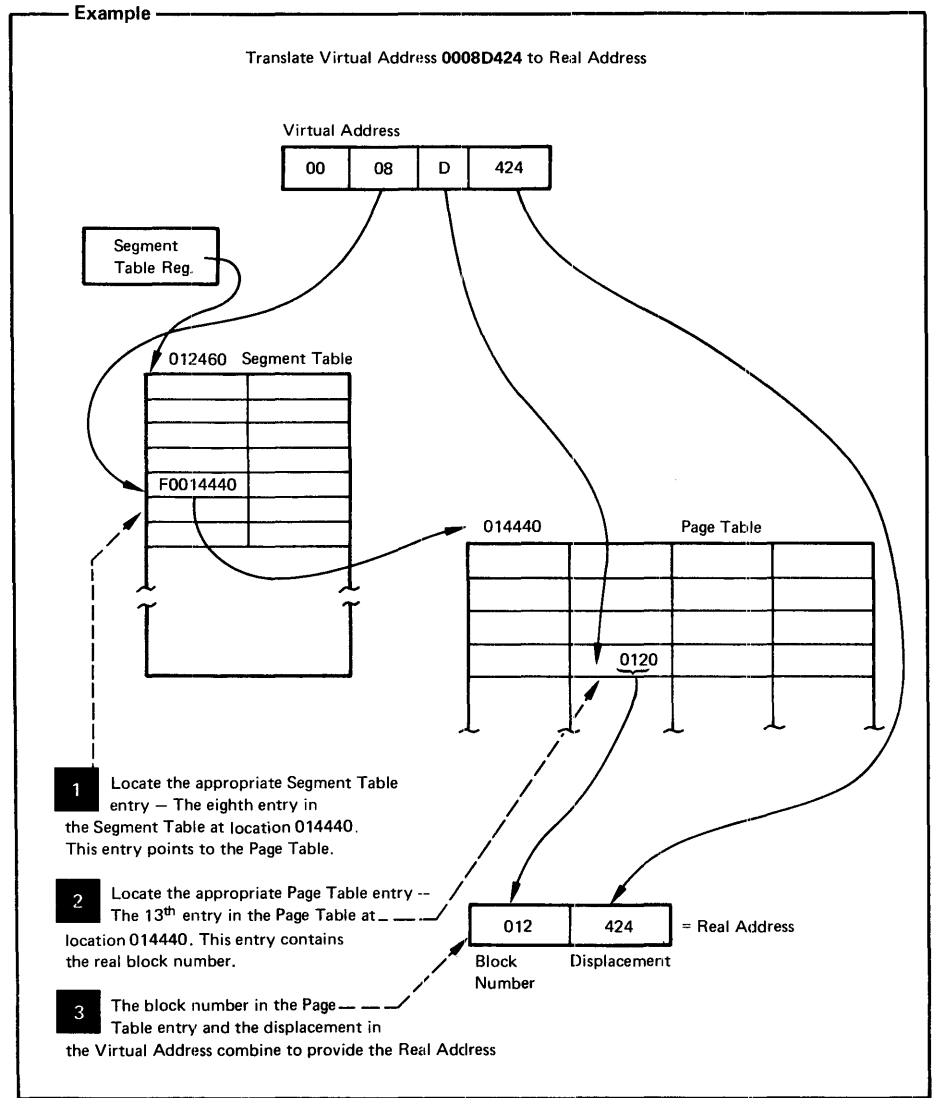 Example
Translate Virtual Address 0008D424 to Real Address
Virtual Address
00 08 D 424
Segment
Table Reg.
012460 Segment Table
F0014440
014440 Page Table
0120
1 Locate the appropriate Segment Table
entry — The eighth entry in
the Segment Table at location 014440.
This entry points to the Page Table.
2 Locate the appropriate Page Table entry --
The 13th entry in the Page Table at
location 014440. This entry contains
the real block number.
012 424 = Real Address
Block Displacement
Number
3 The block number in the Page
Table entry and the displacement in
the Virtual Address combine to provide the Real Address